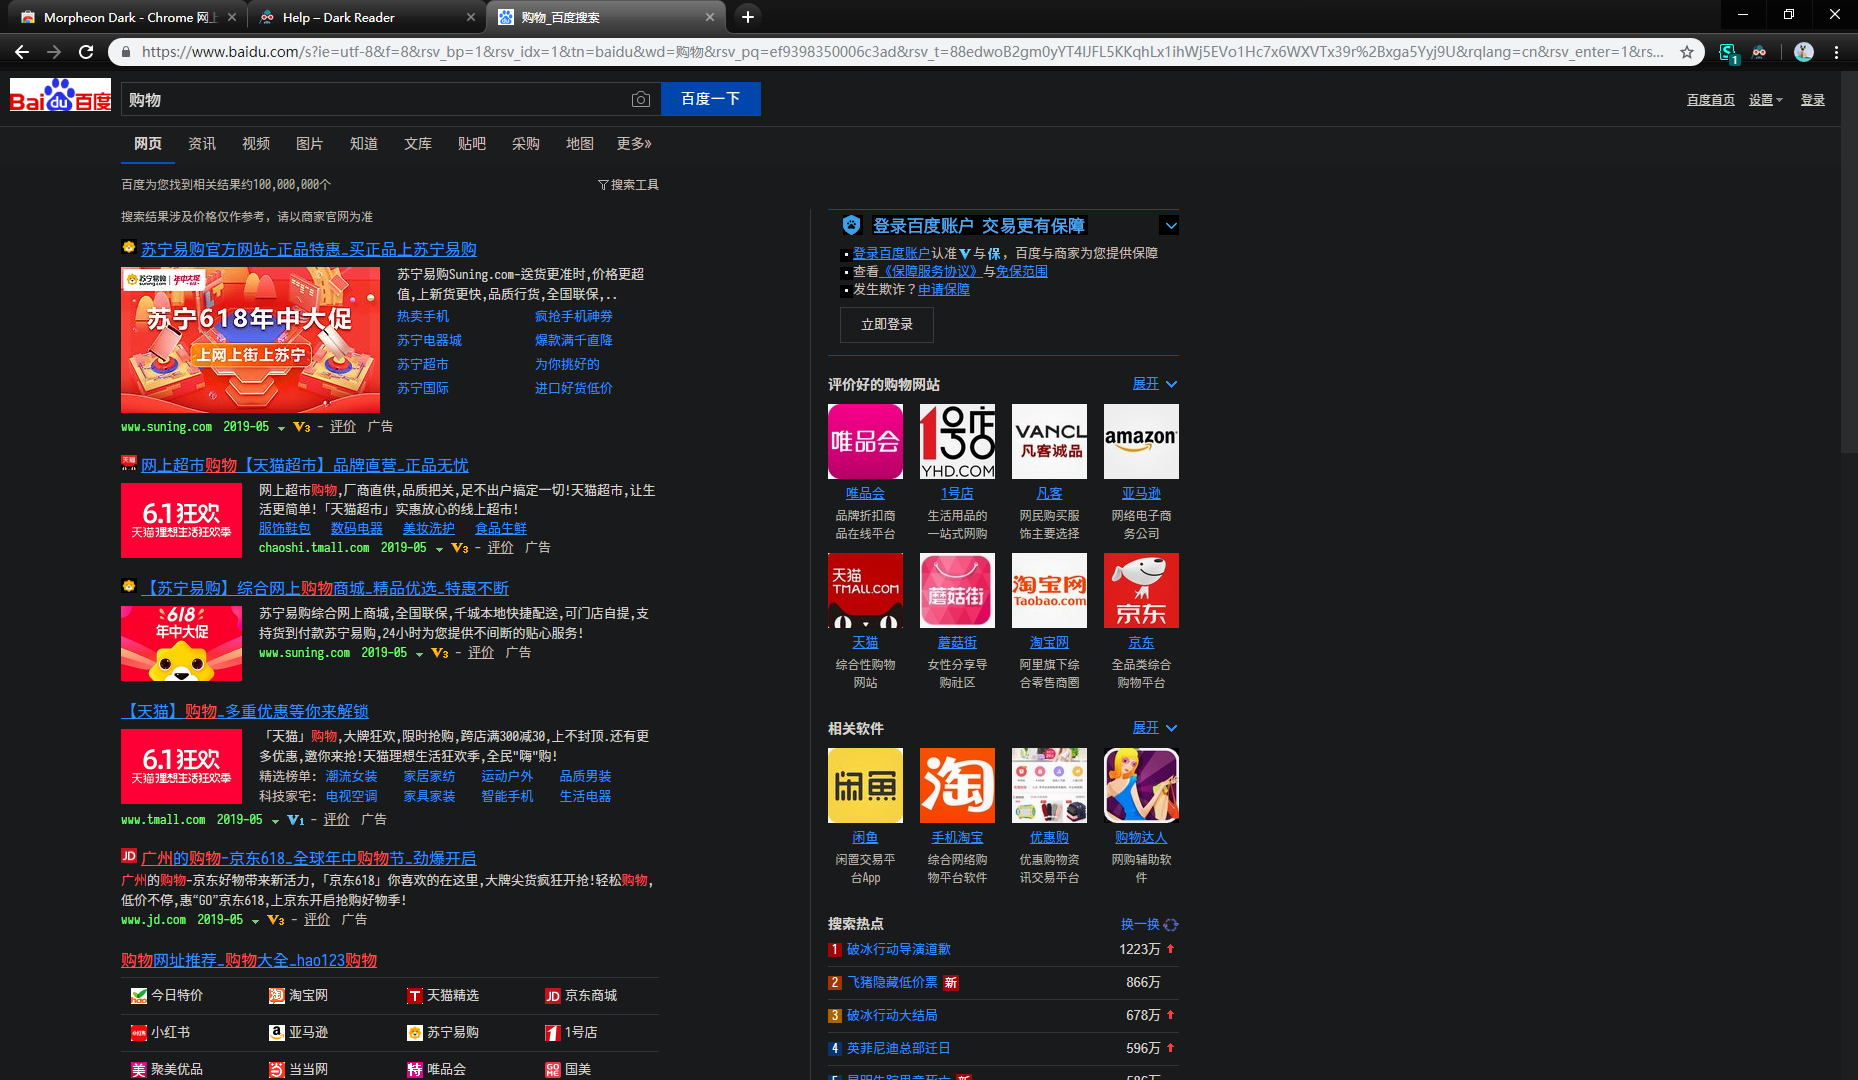 Morpheon Dark - Chrome 网上
Help – Dark Reader
购物_百度搜索
https://www.baidu.com/s?ie=utf-8&f=8&rsv_bp=1&rsv_idx=1&tn=baidu&wd=购物&rsv_pq=ef9398350006c3ad&rsv_t=88edwoB2gm0yYT4lJFL5KKqhLx1ihWj5EVo1Hc7x6WXVTx39r%2Bxga5Yyj9U&rqlang=cn&rsv_enter=1&rs...
1
Bai du 百度
购物
百度一下
百度首页 设置 登录
网页 资讯 视频 图片 知道 文库 贴吧 采购 地图 更多»
百度为您找到相关结果约100,000,000个
搜索工具
搜索结果涉及价格仅作参考，请以商家官网为准
苏宁易购官方网站-正品特惠_买正品上苏宁易购
苏宁易购 suning.com 年中大促
苏宁618年中大促
上网上街上苏宁
苏宁易购Suning.com-送货更准时,价格更超
值,上新货更快,品质行货,全国联保,..
热卖手机 疯抢手机神券
苏宁电器城 爆款满千直降
苏宁超市 为你挑好的
苏宁国际 进口好货低价
www.suning.com 2019-05 V3 - 评价 广告
天猫
网上超市购物【天猫超市】品牌直营_正品无忧
6.1狂欢
天猫理想生活狂欢季
网上超市购物,厂商直供,品质把关,足不出户搞定一切!天猫超市,让生
活更简单!「天猫超市」实惠放心的线上超市!
服饰鞋包 数码电器 美妆洗护 食品生鲜
chaoshi.tmall.com 2019-05 V3 - 评价 广告
【苏宁易购】综合网上购物商城_精品优选_特惠不断
618
年中大促
苏宁易购综合网上商城,全国联保,千城本地快捷配送,可门店自提,支
持货到付款苏宁易购,24小时为您提供不间断的贴心服务!
www.suning.com 2019-05 V3 - 评价 广告
【天猫】购物_多重优惠等你来解锁
6.1狂欢
天猫理想生活狂欢季
「天猫」购物,大牌狂欢,限时抢购,跨店满300减30,上不封顶.还有更
多优惠,邀你来抢!天猫理想生活狂欢季,全民"嗨"购!
精选榜单: 潮流女装 家居家纺 运动户外 品质男装
科技家宅: 电视空调 家具家装 智能手机 生活电器
www.tmall.com 2019-05 V1 - 评价 广告
JD
广州的购物-京东618_全球年中购物节_劲爆开启
广州的购物-京东好物带来新活力,「京东618」你喜欢的在这里,大牌尖货疯狂开抢!轻松购物,
低价不停,惠“GO”京东618,上京东开启抢购好物季!
www.jd.com 2019-05 V3 - 评价 广告
购物网址推荐_购物大全_hao123购物
今日特价 淘 淘宝网 T 天猫精选 JD 京东商城
小红书 a 亚马逊 苏宁易购 1 1号店
美 聚美优品 当当网 特 唯品会 GOME 国美
登录百度账户 交易更有保障
登录百度账户认准V与保，百度与商家为您提供保障
查看《保障服务协议》与免保范围
发生欺诈？申请保障
立即登录
评价好的购物网站
展开
唯品会 1号店 YHD.COM VANCL 凡客诚品 amazon
唯品会 1号店 凡客 亚马逊
品牌折扣商 生活用品的 网民购买服 网络电子商
品在线平台 一站式网购 饰主要选择 务公司
天猫 TMALL.COM 蘑菇街 淘宝网 Taobao.com 京东
天猫 蘑菇街 淘宝网 京东
综合性购物 女性分享导 阿里旗下综 全品类综合
网站 购社区 合零售商圈 购物平台
相关软件
展开
闲鱼 淘
闲鱼 手机淘宝 优惠购 购物达人
闲置交易平 综合网络购 优惠购物资 网购辅助软
台App 物平台软件 讯交易平台 件
搜索热点
换一换
1 破冰行动导演道歉 1223万
2 飞猪隐藏低价票 新 866万
3 破冰行动大结局 678万
4 英菲尼迪总部迁日 596万